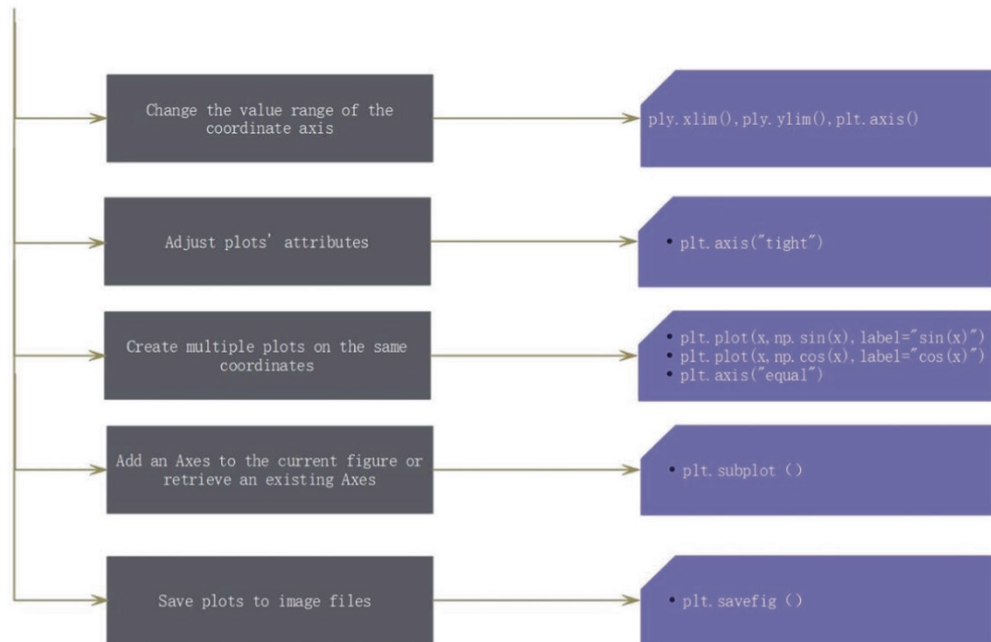 Change the value range of the
coordinate axis
ply.xlim(),ply.ylim(),plt.axis()
Adjust plots' attributes
• plt.axis("tight")
Create multiple plots on the same
coordinates
• plt.plot(x,np.sin(x),label="sin(x)")
• plt.plot(x,np.cos(x),label="cos(x)")
• plt.axis("equal")
Add an Axes to the current figure or
retrieve an existing Axes
• plt.subplot ()
Save plots to image files
• plt.savefig ()